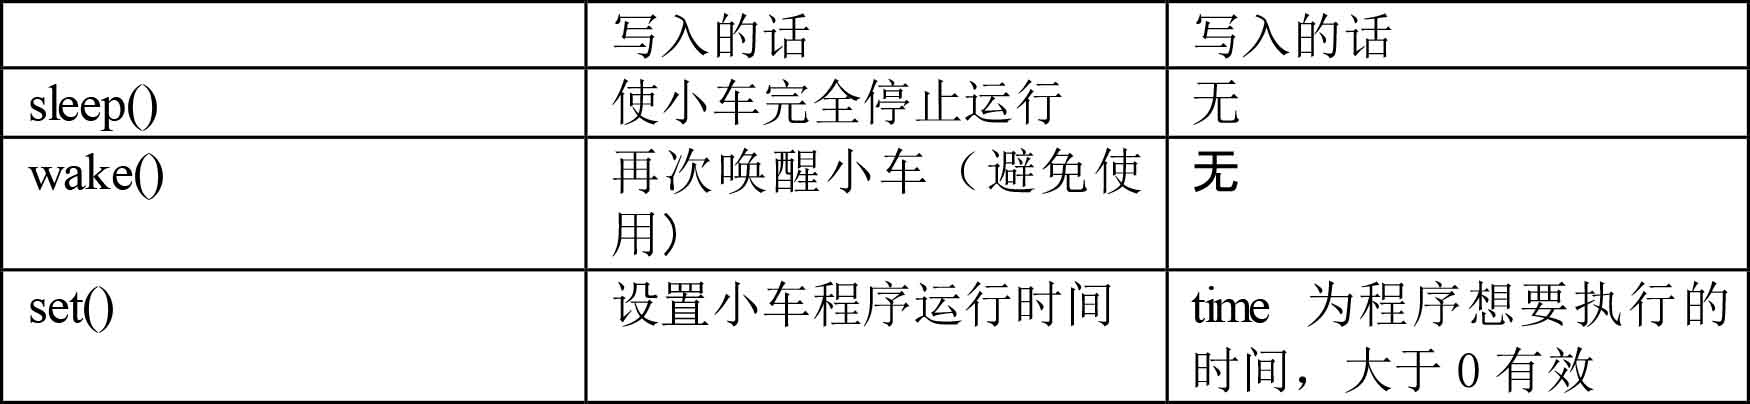 写入的话 写入的话
sleep() 使小车完全停止运行 无
wake() 再次唤醒小车（避免使 无
用）
set() 设置小车程序运行时间 time 为程序想要执行的
时间，大于 0 有效